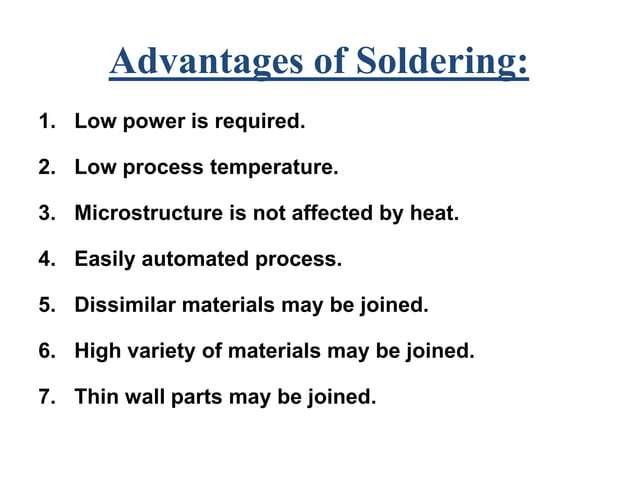 Advantages of Soldering:
1. Low power is required.
2. Low process temperature.
3. Microstructure is not affected by heat.
4. Easily automated process.
5. Dissimilar materials may be joined.
6. High variety of materials may be joined.
7. Thin wall parts may be joined.